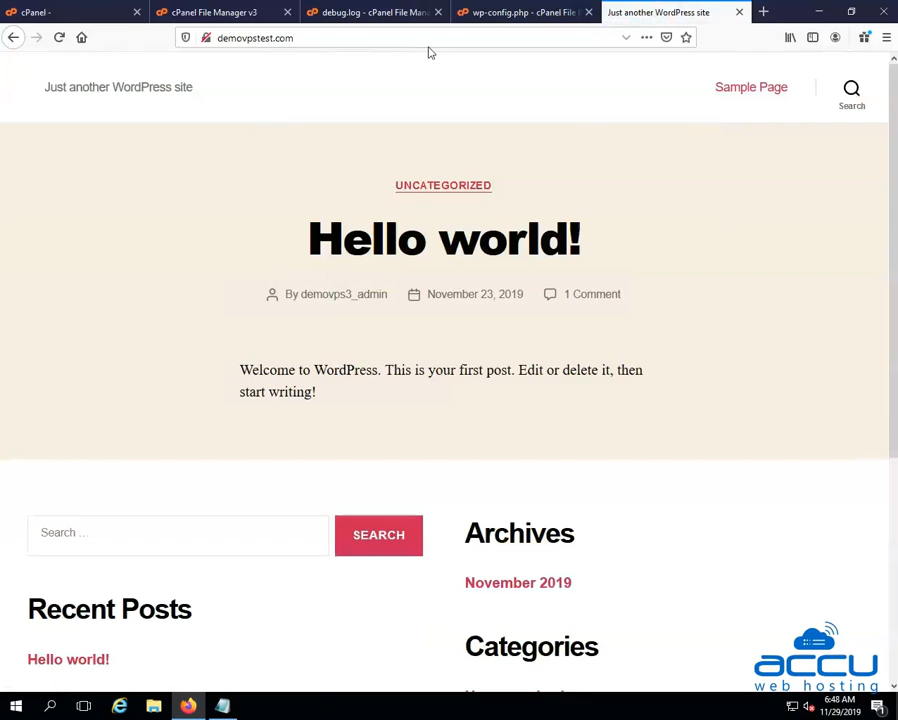 cPanel -
cPanel File Manager v3
debug.log - cPanel File Mana
wp-config.php - cPanel File
Just another WordPress site
demovpstest.com
Just another WordPress site
Sample Page
Search
UNCATEGORIZED
Hello world!
By demovps3_admin
November 23, 2019
1 Comment
Welcome to WordPress. This is your first post. Edit or delete it, then
start writing!
Search …
SEARCH
Archives
November 2019
Recent Posts
Hello world!
Categories
accu
web hosting
6:48 AM
11/29/2019
1